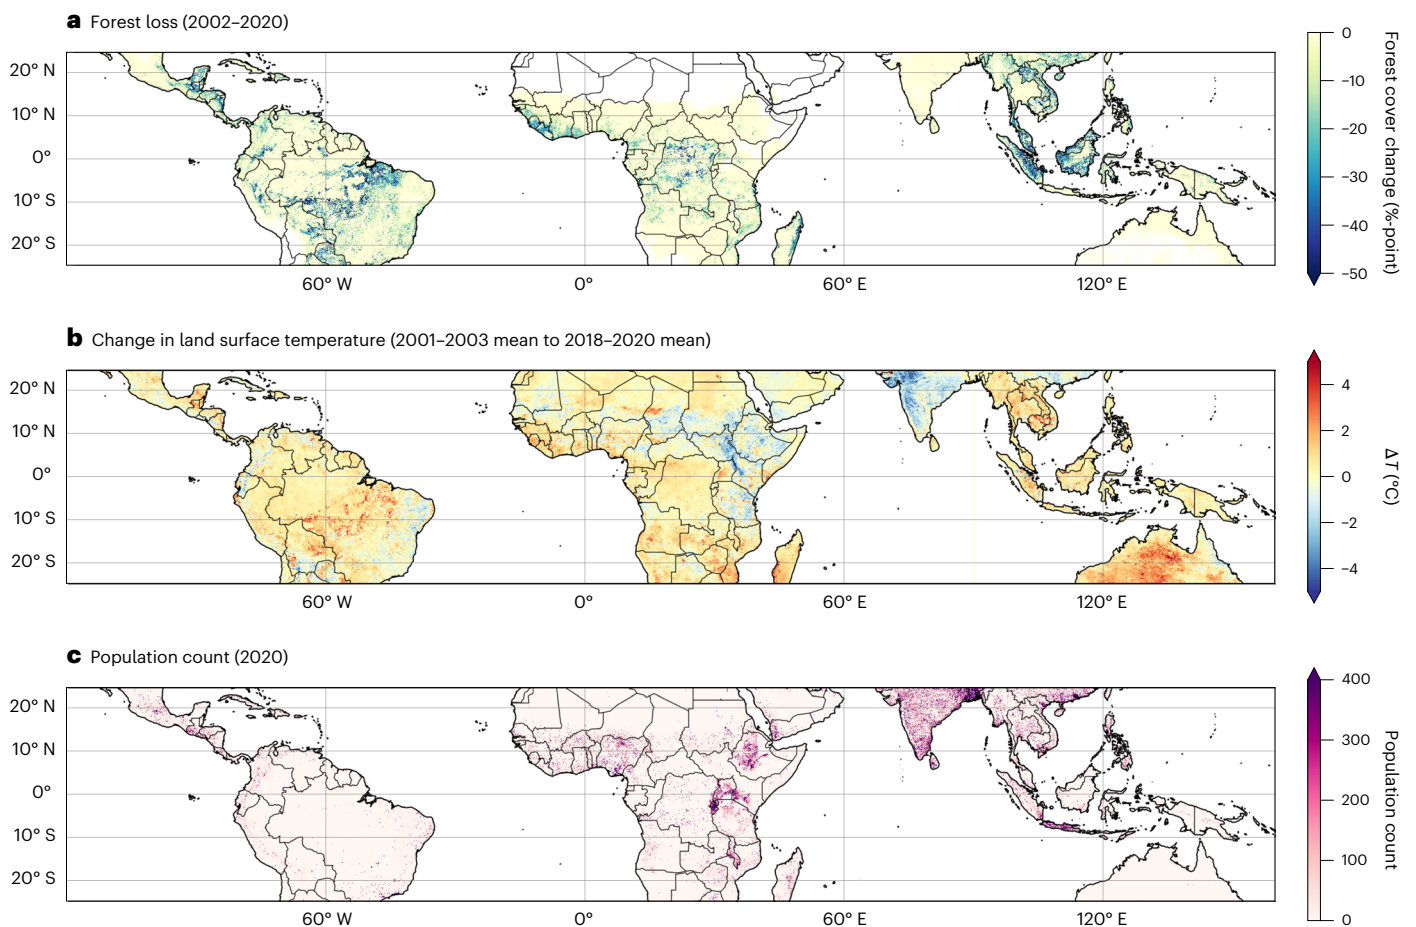 a Forest loss (2002–2020)
20° N
10° N
0°
10° S
20° S
60° W
0°
60° E
120° E
0
−10
−20
−30
−40
−50
Forest cover change (%-point)
b Change in land surface temperature (2001–2003 mean to 2018–2020 mean)
20° N
10° N
0°
10° S
20° S
60° W
0°
60° E
120° E
4
2
0
−2
−4
ΔT (°C)
c Population count (2020)
20° N
10° N
0°
10° S
20° S
60° W
0°
60° E
120° E
400
300
200
100
0
Population count